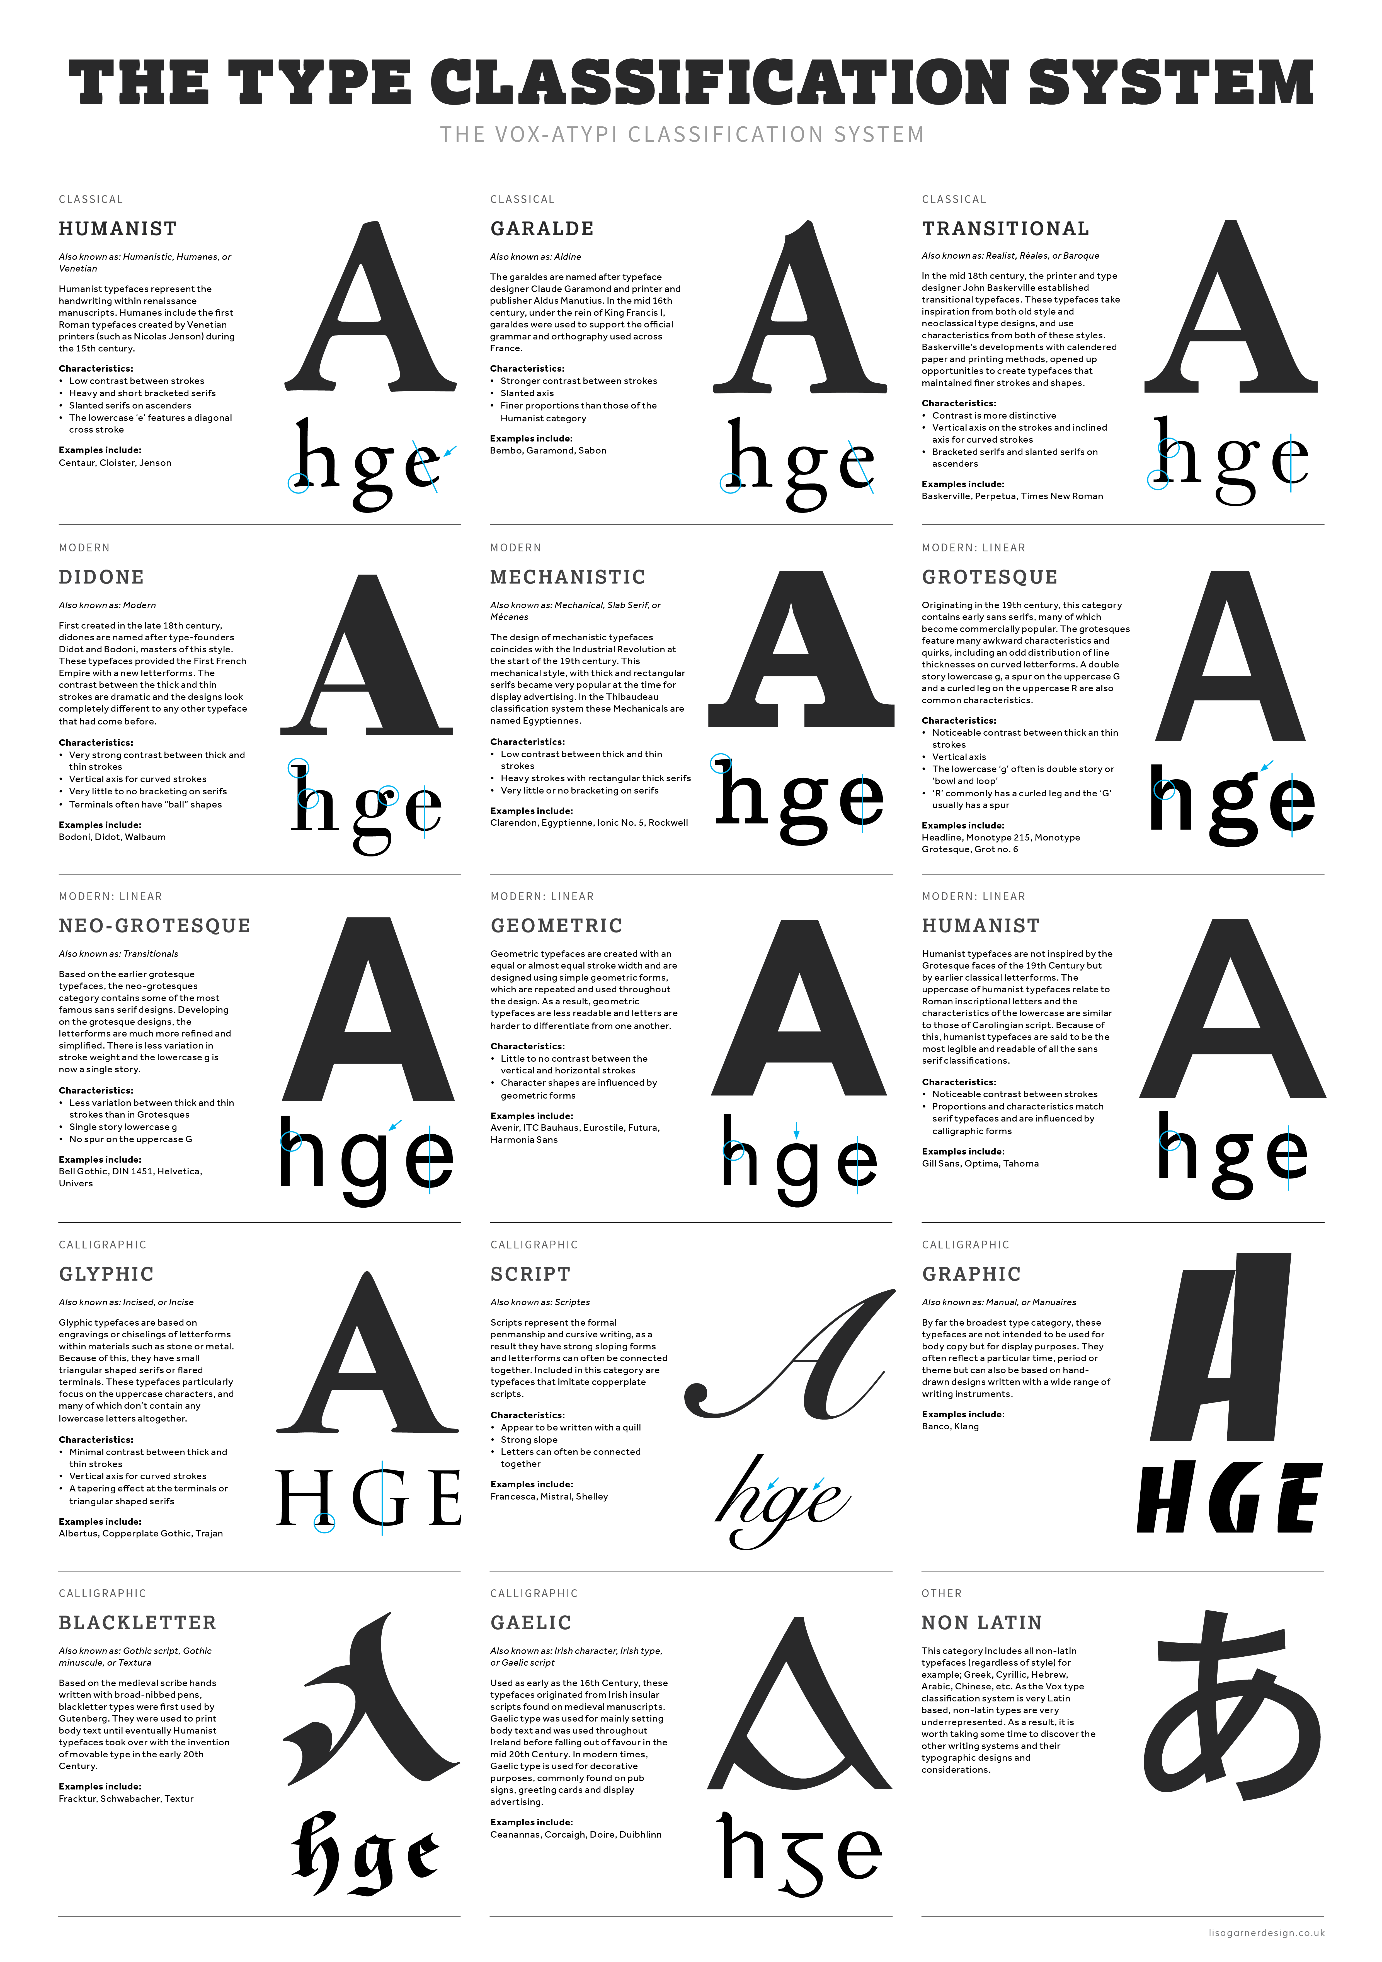 THE TYPE CLASSIFICATION SYSTEM
THE VOX-ATYPI CLASSIFICATION SYSTEM
CLASSICAL
HUMANIST
Also known as: Humanistic, Humanes, or
Venetian
Humanist typefaces represent the
handwriting within renaissance
manuscripts. Humanes include the first
Roman typefaces created by Venetian
printers (such as Nicolas Jenson) during
the 15th century.
Characteristics:
• Low contrast between strokes
• Heavy and short bracketed serifs
• Slanted serifs on ascenders
• The lowercase 'e' features a diagonal
cross stroke
Examples include:
Centaur, Cloister, Jenson
A
hge
CLASSICAL
GARALDE
Also known as: Aldine
The garaldes are named after typeface
designer Claude Garamond and printer and
publisher Aldus Manutius. In the mid 16th
century, under the rein of King Francis I,
garaldes were used to support the official
grammar and orthography used across
France.
Characteristics:
• Stronger contrast between strokes
• Slanted axis
• Finer proportions than those of the
Humanist category
Examples include:
Bembo, Garamond, Sabon
A
hge
CLASSICAL
TRANSITIONAL
Also known as: Realist, Réales, or Baroque
In the mid 18th century, the printer and type
designer John Baskerville established
transitional typefaces. These typefaces take
inspiration from both old style and
neoclassical type designs, and use
characteristics from both of these styles.
Baskerville's developments with calendered
paper and printing methods, opened up
opportunities to create typefaces that
maintained finer strokes and shapes.
Characteristics:
• Contrast is more distinctive
• Vertical axis on the strokes and inclined
axis for curved strokes
• Bracketed serifs and slanted serifs on
ascenders
Examples include:
Baskerville, Perpetua, Times New Roman
A
hge
MODERN
DIDONE
Also known as: Modern
First created in the late 18th century,
didones are named after type-founders
Didot and Bodoni, masters of this style.
These typefaces provided the First French
Empire with a new letterforms. The
contrast between the thick and thin
strokes are dramatic and the designs look
completely different to any other typeface
that had come before.
Characteristics:
• Very strong contrast between thick and
thin strokes
• Vertical axis for curved strokes
• Very little to no bracketing on serifs
• Terminals often have "ball" shapes
Examples include:
Bodoni, Didot, Walbaum
A
hge
MODERN
MECHANISTIC
Also known as: Mechanical, Slab Serif, or
Mécanes
The design of mechanistic typefaces
coincides with the Industrial Revolution at
the start of the 19th century. This
mechanical style, with thick and rectangular
serifs became very popular at the time for
display advertising. In the Thibaudeau
classification system these Mechanicals are
named Egyptiennes.
Characteristics:
• Low contrast between thick and thin
strokes
• Heavy strokes with rectangular thick serifs
• Very little or no bracketing on serifs
Examples include:
Clarendon, Egyptienne, Ionic No. 5, Rockwell
A
hge
MODERN: LINEAR
GROTESQUE
Originating in the 19th century, this category
contains early sans serifs, many of which
become commercially popular. The grotesques
feature many awkward characteristics and
quirks, including an odd distribution of line
thicknesses on curved letterforms. A double
story lowercase g, a spur on the uppercase G
and a curled leg on the uppercase R are also
common characteristics.
Characteristics:
• Noticeable contrast between thick an thin
strokes
• Vertical axis
• The lowercase 'g' often is double story or
'bowl and loop'
• 'R' commonly has a curled leg and the 'G'
usually has a spur
Examples include:
Headline, Monotype 215, Monotype
Grotesque, Grot no. 6
A
hge
MODERN: LINEAR
NEO-GROTESQUE
Also known as: Transitionals
Based on the earlier grotesque
typefaces, the neo-grotesques
category contains some of the most
famous sans serif designs. Developing
on the grotesque designs, the
letterforms are much more refined and
simplified. There is less variation in
stroke weight and the lowercase g is
now a single story.
Characteristics:
• Less variation between thick and thin
strokes than in Grotesques
• Single story lowercase g
• No spur on the uppercase G
Examples include:
Bell Gothic, DIN 1451, Helvetica,
Univers
A
hge
MODERN: LINEAR
GEOMETRIC
Geometric typefaces are created with an
equal or almost equal stroke width and are
designed using simple geometric forms,
which are repeated and used throughout
the design. As a result, geometric
typefaces are less readable and letters are
harder to differentiate from one another.
Characteristics:
• Little to no contrast between the
vertical and horizontal strokes
• Character shapes are influenced by
geometric forms
Examples include:
Avenir, ITC Bauhaus, Eurostile, Futura,
Harmonia Sans
A
hge
MODERN: LINEAR
HUMANIST
Humanist typefaces are not inspired by the
Grotesque faces of the 19th Century but
by earlier classical letterforms. The
uppercase of humanist typefaces relate to
Roman inscriptional letters and the
characteristics of the lowercase are similar
to those of Carolingian script. Because of
this, humanist typefaces are said to be the
most legible and readable of all the sans
serif classifications.
Characteristics:
• Noticeable contrast between strokes
• Proportions and characteristics match
serif typefaces and are influenced by
calligraphic forms
Examples include:
Gill Sans, Optima, Tahoma
A
hge
CALLIGRAPHIC
GLYPHIC
Also known as: Incised, or Incise
Glyphic typefaces are based on
engravings or chiselings of letterforms
within materials such as stone or metal.
Because of this, they have small
triangular shaped serifs or flared
terminals. These typefaces particularly
focus on the uppercase characters, and
many of which don't contain any
lowercase letters altogether.
Characteristics:
• Minimal contrast between thick and
thin strokes
• Vertical axis for curved strokes
• A tapering effect at the terminals or
triangular shaped serifs
Examples include:
Albertus, Copperplate Gothic, Trajan
A
HGE
CALLIGRAPHIC
SCRIPT
Also known as: Scriptes
Scripts represent the formal
penmanship and cursive writing, as a
result they have strong sloping forms
and letterforms can often be connected
together. Included in this category are
typefaces that imitate copperplate
scripts.
Characteristics:
• Appear to be written with a quill
• Strong slope
• Letters can often be connected
together
Examples include:
Francesca, Mistral, Shelley
A
hge
CALLIGRAPHIC
GRAPHIC
Also known as: Manual, or Manuaires
By far the broadest type category, these
typefaces are not intended to be used for
body copy but for display purposes. They
often reflect a particular time, period or
theme but can also be based on hand-
drawn designs written with a wide range of
writing instruments.
Examples include:
Banco, Klang
H
HGE
CALLIGRAPHIC
BLACKLETTER
Also known as: Gothic script, Gothic
minuscule, or Textura
Based on the medieval scribe hands
written with broad-nibbed pens,
blackletter types were first used by
Gutenberg. They were used to print
body text until eventually Humanist
typefaces took over with the invention
of movable type in the early 20th
Century.
Examples include:
Fracktur, Schwabacher, Textur
A
hge
CALLIGRAPHIC
GAELIC
Also known as: Irish character, Irish type,
or Gaelic script
Used as early as the 16th Century, these
typefaces originated from Irish insular
scripts found on medieval manuscripts.
Gaelic type was used for mainly setting
body text and was used throughout
Ireland before falling out of favour in the
mid 20th Century. In modern times,
Gaelic type is used for decorative
purposes, commonly found on pub
signs, greeting cards and display
advertising.
Examples include:
Ceanannas, Corcaigh, Doire, Duibhlinn
A
hge
OTHER
NON LATIN
This category includes all non-latin
typefaces (regardless of style) for
example; Greek, Cyrillic, Hebrew,
Arabic, Chinese, etc. As the Vox type
classification system is very Latin
based, non-latin types are very
underrepresented. As a result, it is
worth taking some time to discover the
other writing systems and their
typographic designs and
considerations.
あ
lisagarnerdesign.co.uk